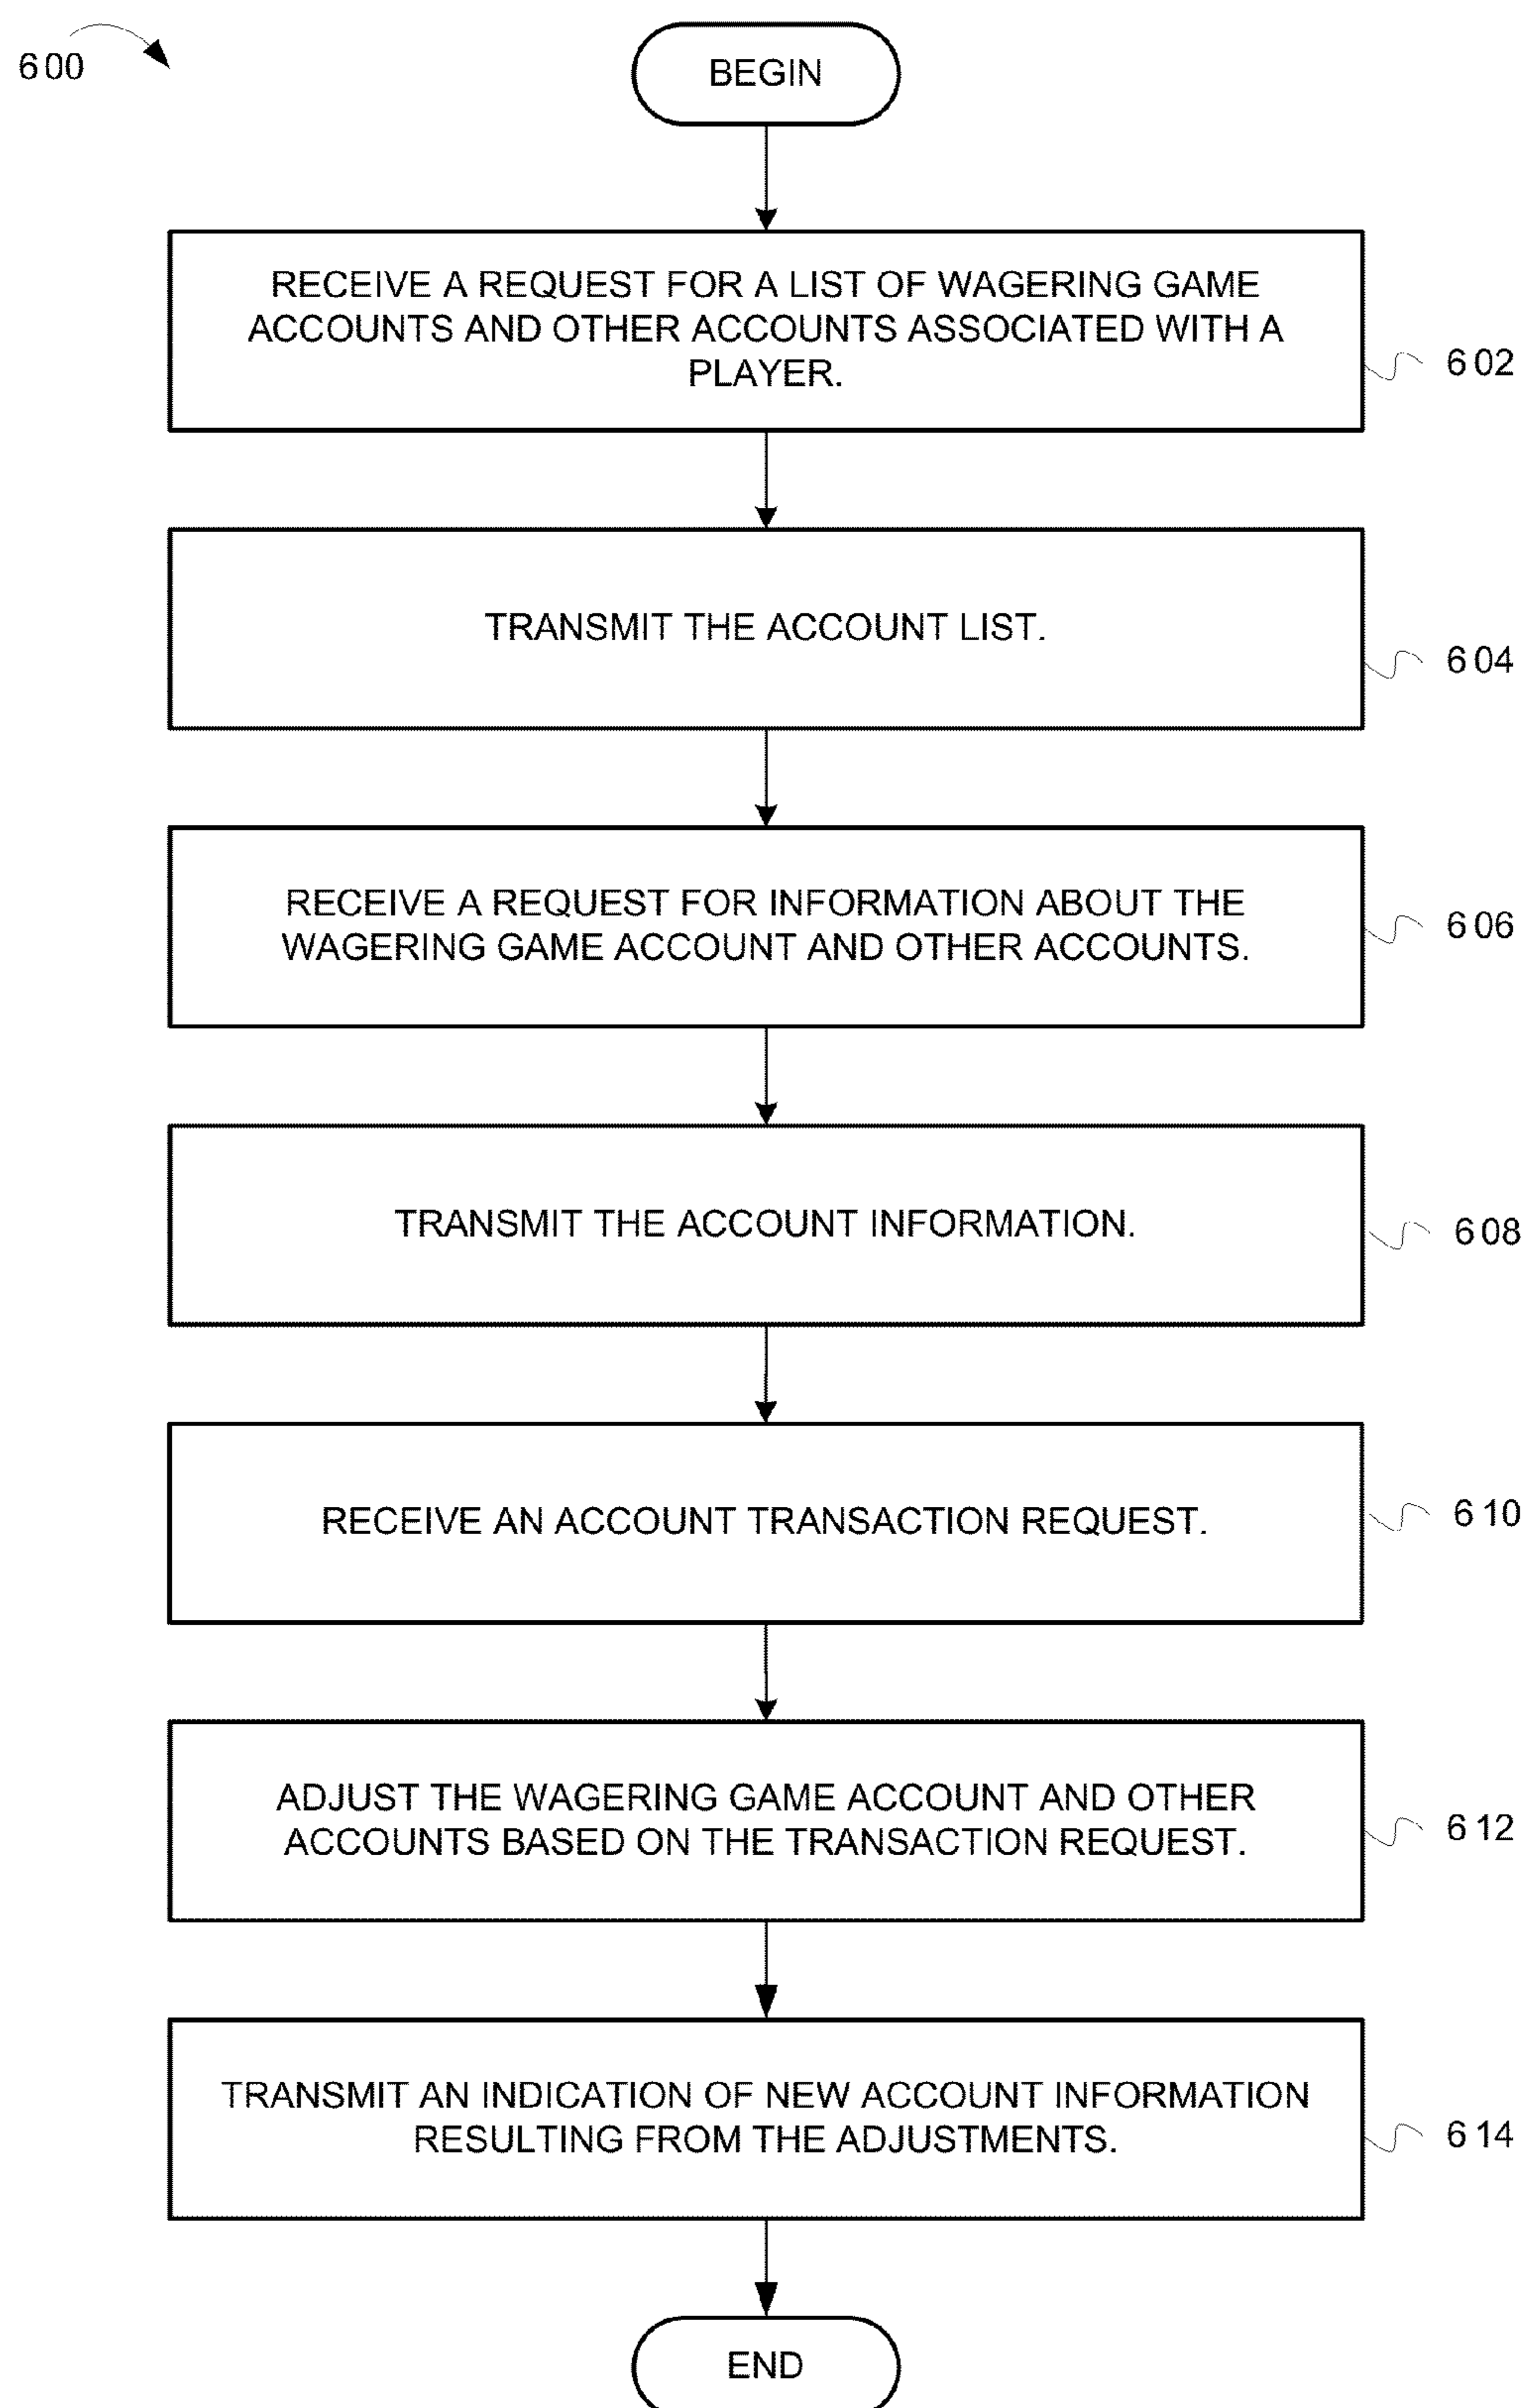 600
BEGIN
RECEIVE A REQUEST FOR A LIST OF WAGERING GAME
ACCOUNTS AND OTHER ACCOUNTS ASSOCIATED WITH A
PLAYER.
602
TRANSMIT THE ACCOUNT LIST.
604
RECEIVE A REQUEST FOR INFORMATION ABOUT THE
WAGERING GAME ACCOUNT AND OTHER ACCOUNTS.
606
TRANSMIT THE ACCOUNT INFORMATION.
608
RECEIVE AN ACCOUNT TRANSACTION REQUEST.
610
ADJUST THE WAGERING GAME ACCOUNT AND OTHER
ACCOUNTS BASED ON THE TRANSACTION REQUEST.
612
TRANSMIT AN INDICATION OF NEW ACCOUNT INFORMATION
RESULTING FROM THE ADJUSTMENTS.
614
END